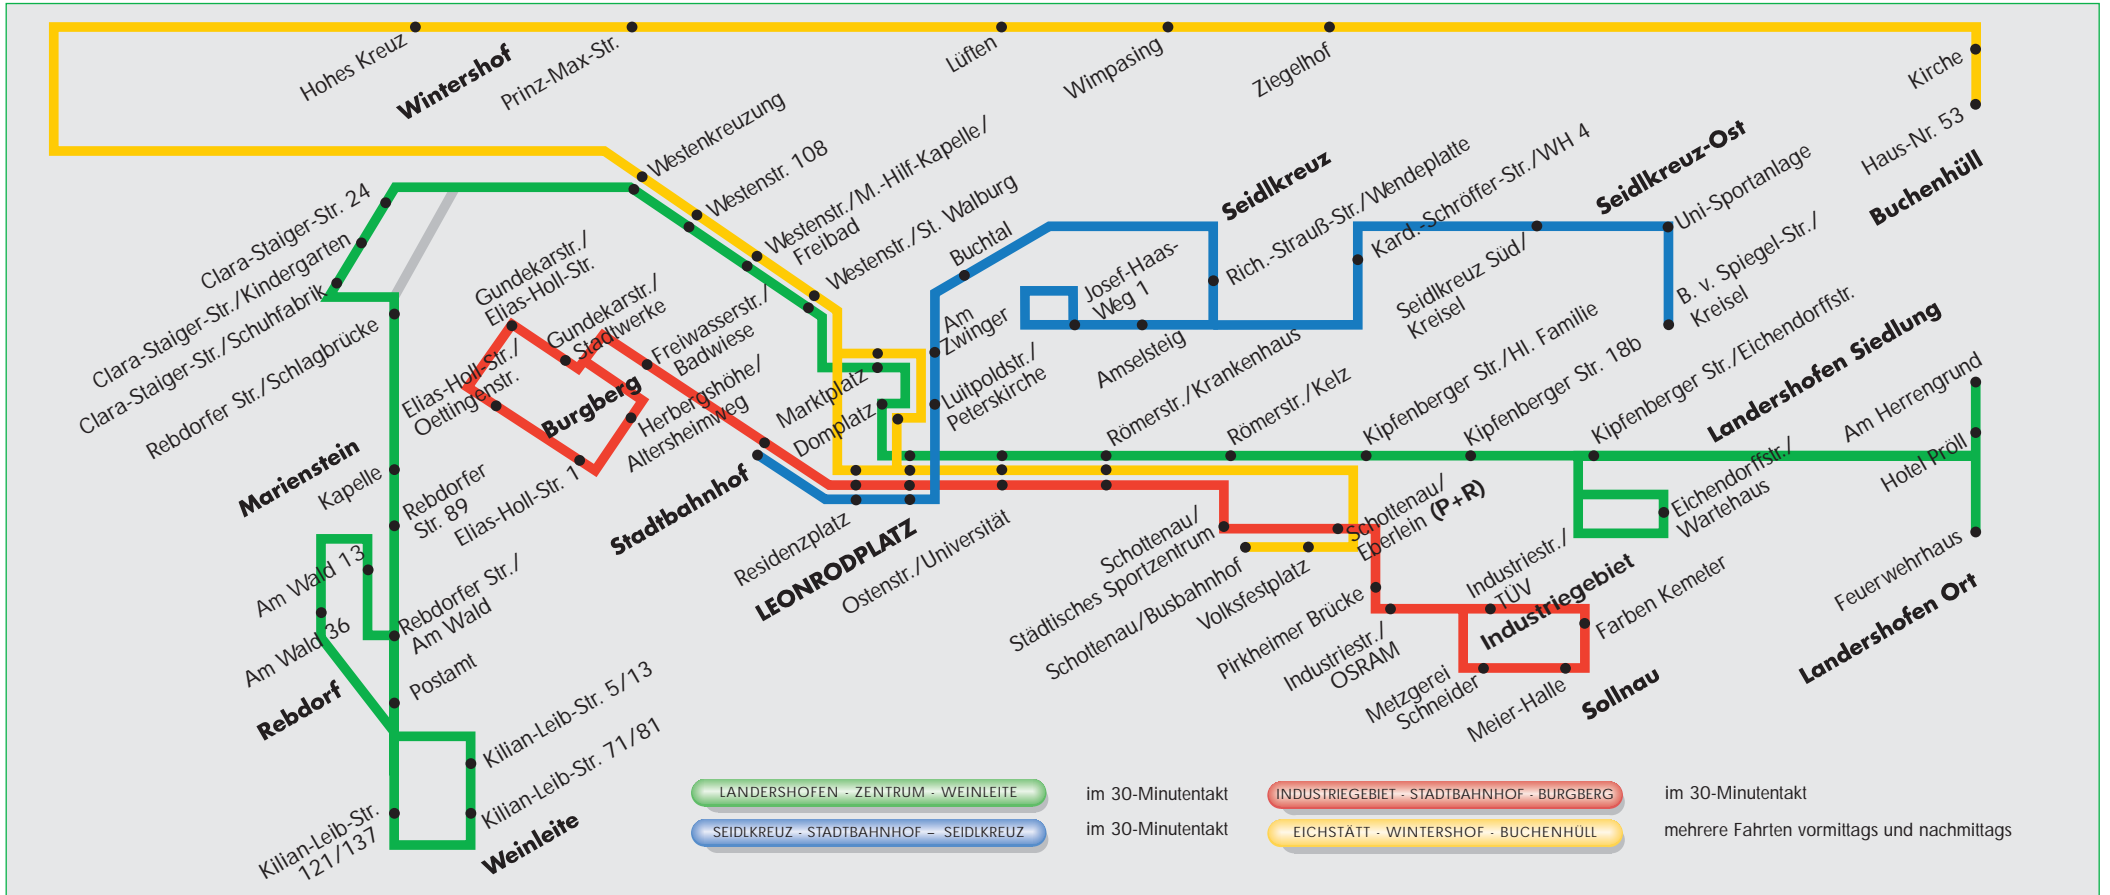 Hohes Kreuz
Wintershof
Prinz-Max-Str.
Lüften
Wimpasing
Ziegelhof
Kirche
Haus-Nr. 53
Buchenhüll
Westenkreuzung
Westenstr. 108
Westenstr./M.-Hilf-Kapelle/
Freibad
Westenstr./St. Walburg
Clara-Staiger-Str. 24
Clara-Staiger-Str./Kindergarten
Clara-Staiger-Str./Schuhfabrik
Rebdorfer Str./Schlagbrücke
Gundekarstr./
Elias-Holl-Str.
Gundekarstr./
Stadtwerke
Freiwasserstr./
Badwiese
Elias-Holl-Str./
Oettingenstr.
Burgberg
Herbergshöhe/
Altersheimweg
Elias-Holl-Str. 1
Marktplatz
Domplatz
Buchtal
Am
Zwinger
Luitpoldstr./
Peterskirche
Josef-Haas-
Weg 1
Amselsteig
Seidlkreuz
Rich.-Strauß-Str./Wendeplatte
Kard.-Schröffer-Str./WH 4
Seidlkreuz Süd/
Kreisel
Seidlkreuz-Ost
Uni-Sportanlage
B. v. Spiegel-Str./
Kreisel
Römerstr./Krankenhaus
Römerstr./Kelz
Kipfenberger Str./Hl. Familie
Kipfenberger Str. 18b
Kipfenberger Str./Eichendorffstr.
Landershofen Siedlung
Am Herrengrund
Hotel Pröll
Feuerwehrhaus
Landershofen Ort
Eichendorffstr./
Wartehaus
Marienstein
Kapelle
Rebdorfer
Str. 89
Am Wald 13
Am Wald 36
Rebdorfer Str./
Am Wald
Rebdorf
Postamt
Kilian-Leib-Str. 5/13
Kilian-Leib-Str. 71/81
Kilian-Leib-Str.
121/137
Weinleite
Stadtbahnhof
Residenzplatz
LEONRODPLATZ
Ostenstr./Universität
Schottenau/
Städtisches Sportzentrum
Schottenau/Busbahnhof
Volksfestplatz
Schottenau/
Eberlein (P+R)
Pirkheimer Brücke
Industriestr./
OSRAM
Industriestr./
TÜV
Industriegebiet
Farben Kemeter
Metzgerei
Schneider
Meier-Halle
Sollnau
LANDERSHOFEN - ZENTRUM - WEINLEITE
im 30-Minutentakt
INDUSTRIEGEBIET - STADTBAHNHOF - BURGBERG
im 30-Minutentakt
SEIDLKREUZ - STADTBAHNHOF – SEIDLKREUZ
im 30-Minutentakt
EICHSTÄTT - WINTERSHOF - BUCHENHÜLL
mehrere Fahrten vormittags und nachmittags